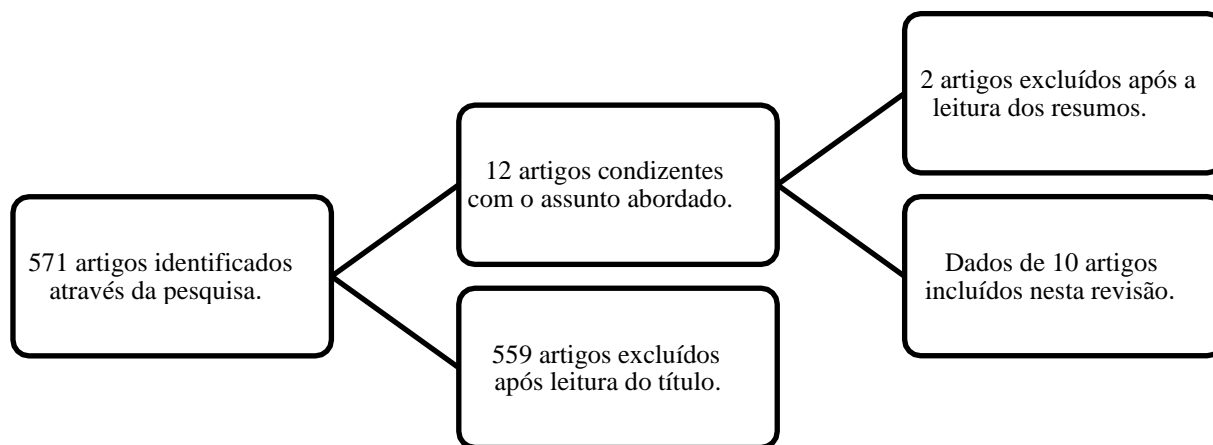 571 artigos identificados
através da pesquisa.
12 artigos condizentes
com o assunto abordado.
559 artigos excluídos
após leitura do título.
2 artigos excluídos após a
leitura dos resumos.
Dados de 10 artigos
incluídos nesta revisão.